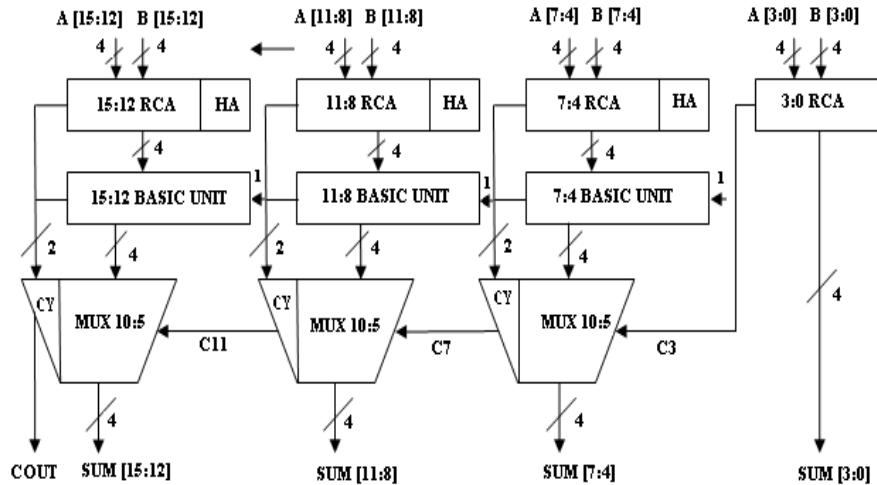 A [15:12] B [15:12] A [11:8] B [11:8] A [7:4] B [7:4] A [3:0] B [3:0]
4 4 4 4 4 4 4 4
15:12 RCA HA 11:8 RCA HA 7:4 RCA HA 3:0 RCA
4 4 4
15:12 BASIC UNIT 1 11:8 BASIC UNIT 1 7:4 BASIC UNIT 1
2 4 2 4 2 4
CY MUX 10:5 CY MUX 10:5 CY MUX 10:5 4
C11 C7 C3
4 4 4
COUT SUM [15:12] SUM [11:8] SUM [7:4] SUM [3:0]